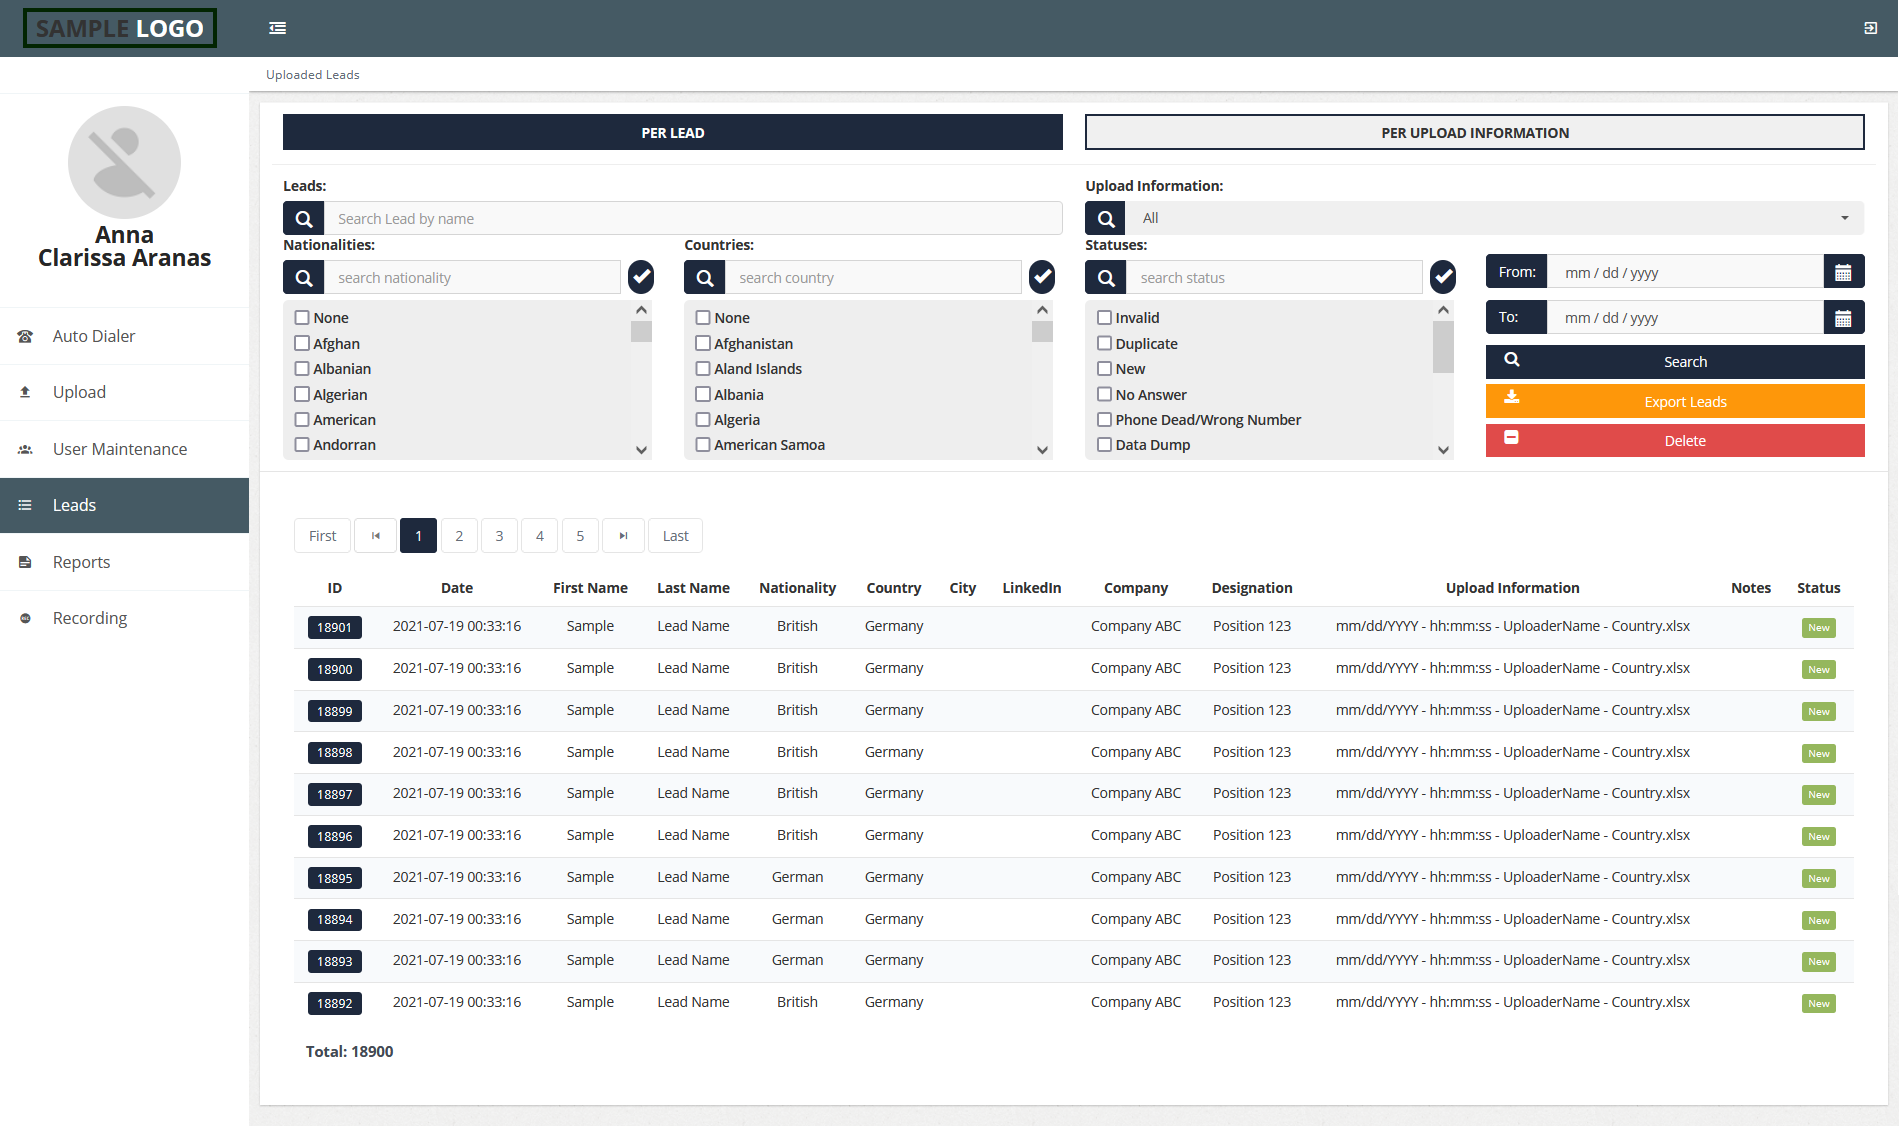 SAMPLE LOGO
Uploaded Leads
Anna
Clarissa Aranas
Auto Dialer
Upload
User Maintenance
Leads
Reports
Recording
PER LEAD
PER UPLOAD INFORMATION
Leads:
Search Lead by name
Upload Information:
All
Nationalities:
search nationality
None
Afghan
Albanian
Algerian
American
Andorran
Countries:
search country
None
Afghanistan
Aland Islands
Albania
Algeria
American Samoa
Statuses:
search status
Invalid
Duplicate
New
No Answer
Phone Dead/Wrong Number
Data Dump
From: mm / dd / yyyy
To: mm / dd / yyyy
Search
Export Leads
Delete
First 1 2 3 4 5 Last
ID Date First Name Last Name Nationality Country City LinkedIn Company Designation Upload Information Notes Status
18901 2021-07-19 00:33:16 Sample Lead Name British Germany Company ABC Position 123 mm/dd/YYYY - hh:mm:ss - UploaderName - Country.xlsx New
18900 2021-07-19 00:33:16 Sample Lead Name British Germany Company ABC Position 123 mm/dd/YYYY - hh:mm:ss - UploaderName - Country.xlsx New
18899 2021-07-19 00:33:16 Sample Lead Name British Germany Company ABC Position 123 mm/dd/YYYY - hh:mm:ss - UploaderName - Country.xlsx New
18898 2021-07-19 00:33:16 Sample Lead Name British Germany Company ABC Position 123 mm/dd/YYYY - hh:mm:ss - UploaderName - Country.xlsx New
18897 2021-07-19 00:33:16 Sample Lead Name British Germany Company ABC Position 123 mm/dd/YYYY - hh:mm:ss - UploaderName - Country.xlsx New
18896 2021-07-19 00:33:16 Sample Lead Name British Germany Company ABC Position 123 mm/dd/YYYY - hh:mm:ss - UploaderName - Country.xlsx New
18895 2021-07-19 00:33:16 Sample Lead Name German Germany Company ABC Position 123 mm/dd/YYYY - hh:mm:ss - UploaderName - Country.xlsx New
18894 2021-07-19 00:33:16 Sample Lead Name German Germany Company ABC Position 123 mm/dd/YYYY - hh:mm:ss - UploaderName - Country.xlsx New
18893 2021-07-19 00:33:16 Sample Lead Name German Germany Company ABC Position 123 mm/dd/YYYY - hh:mm:ss - UploaderName - Country.xlsx New
18892 2021-07-19 00:33:16 Sample Lead Name British Germany Company ABC Position 123 mm/dd/YYYY - hh:mm:ss - UploaderName - Country.xlsx New
Total: 18900